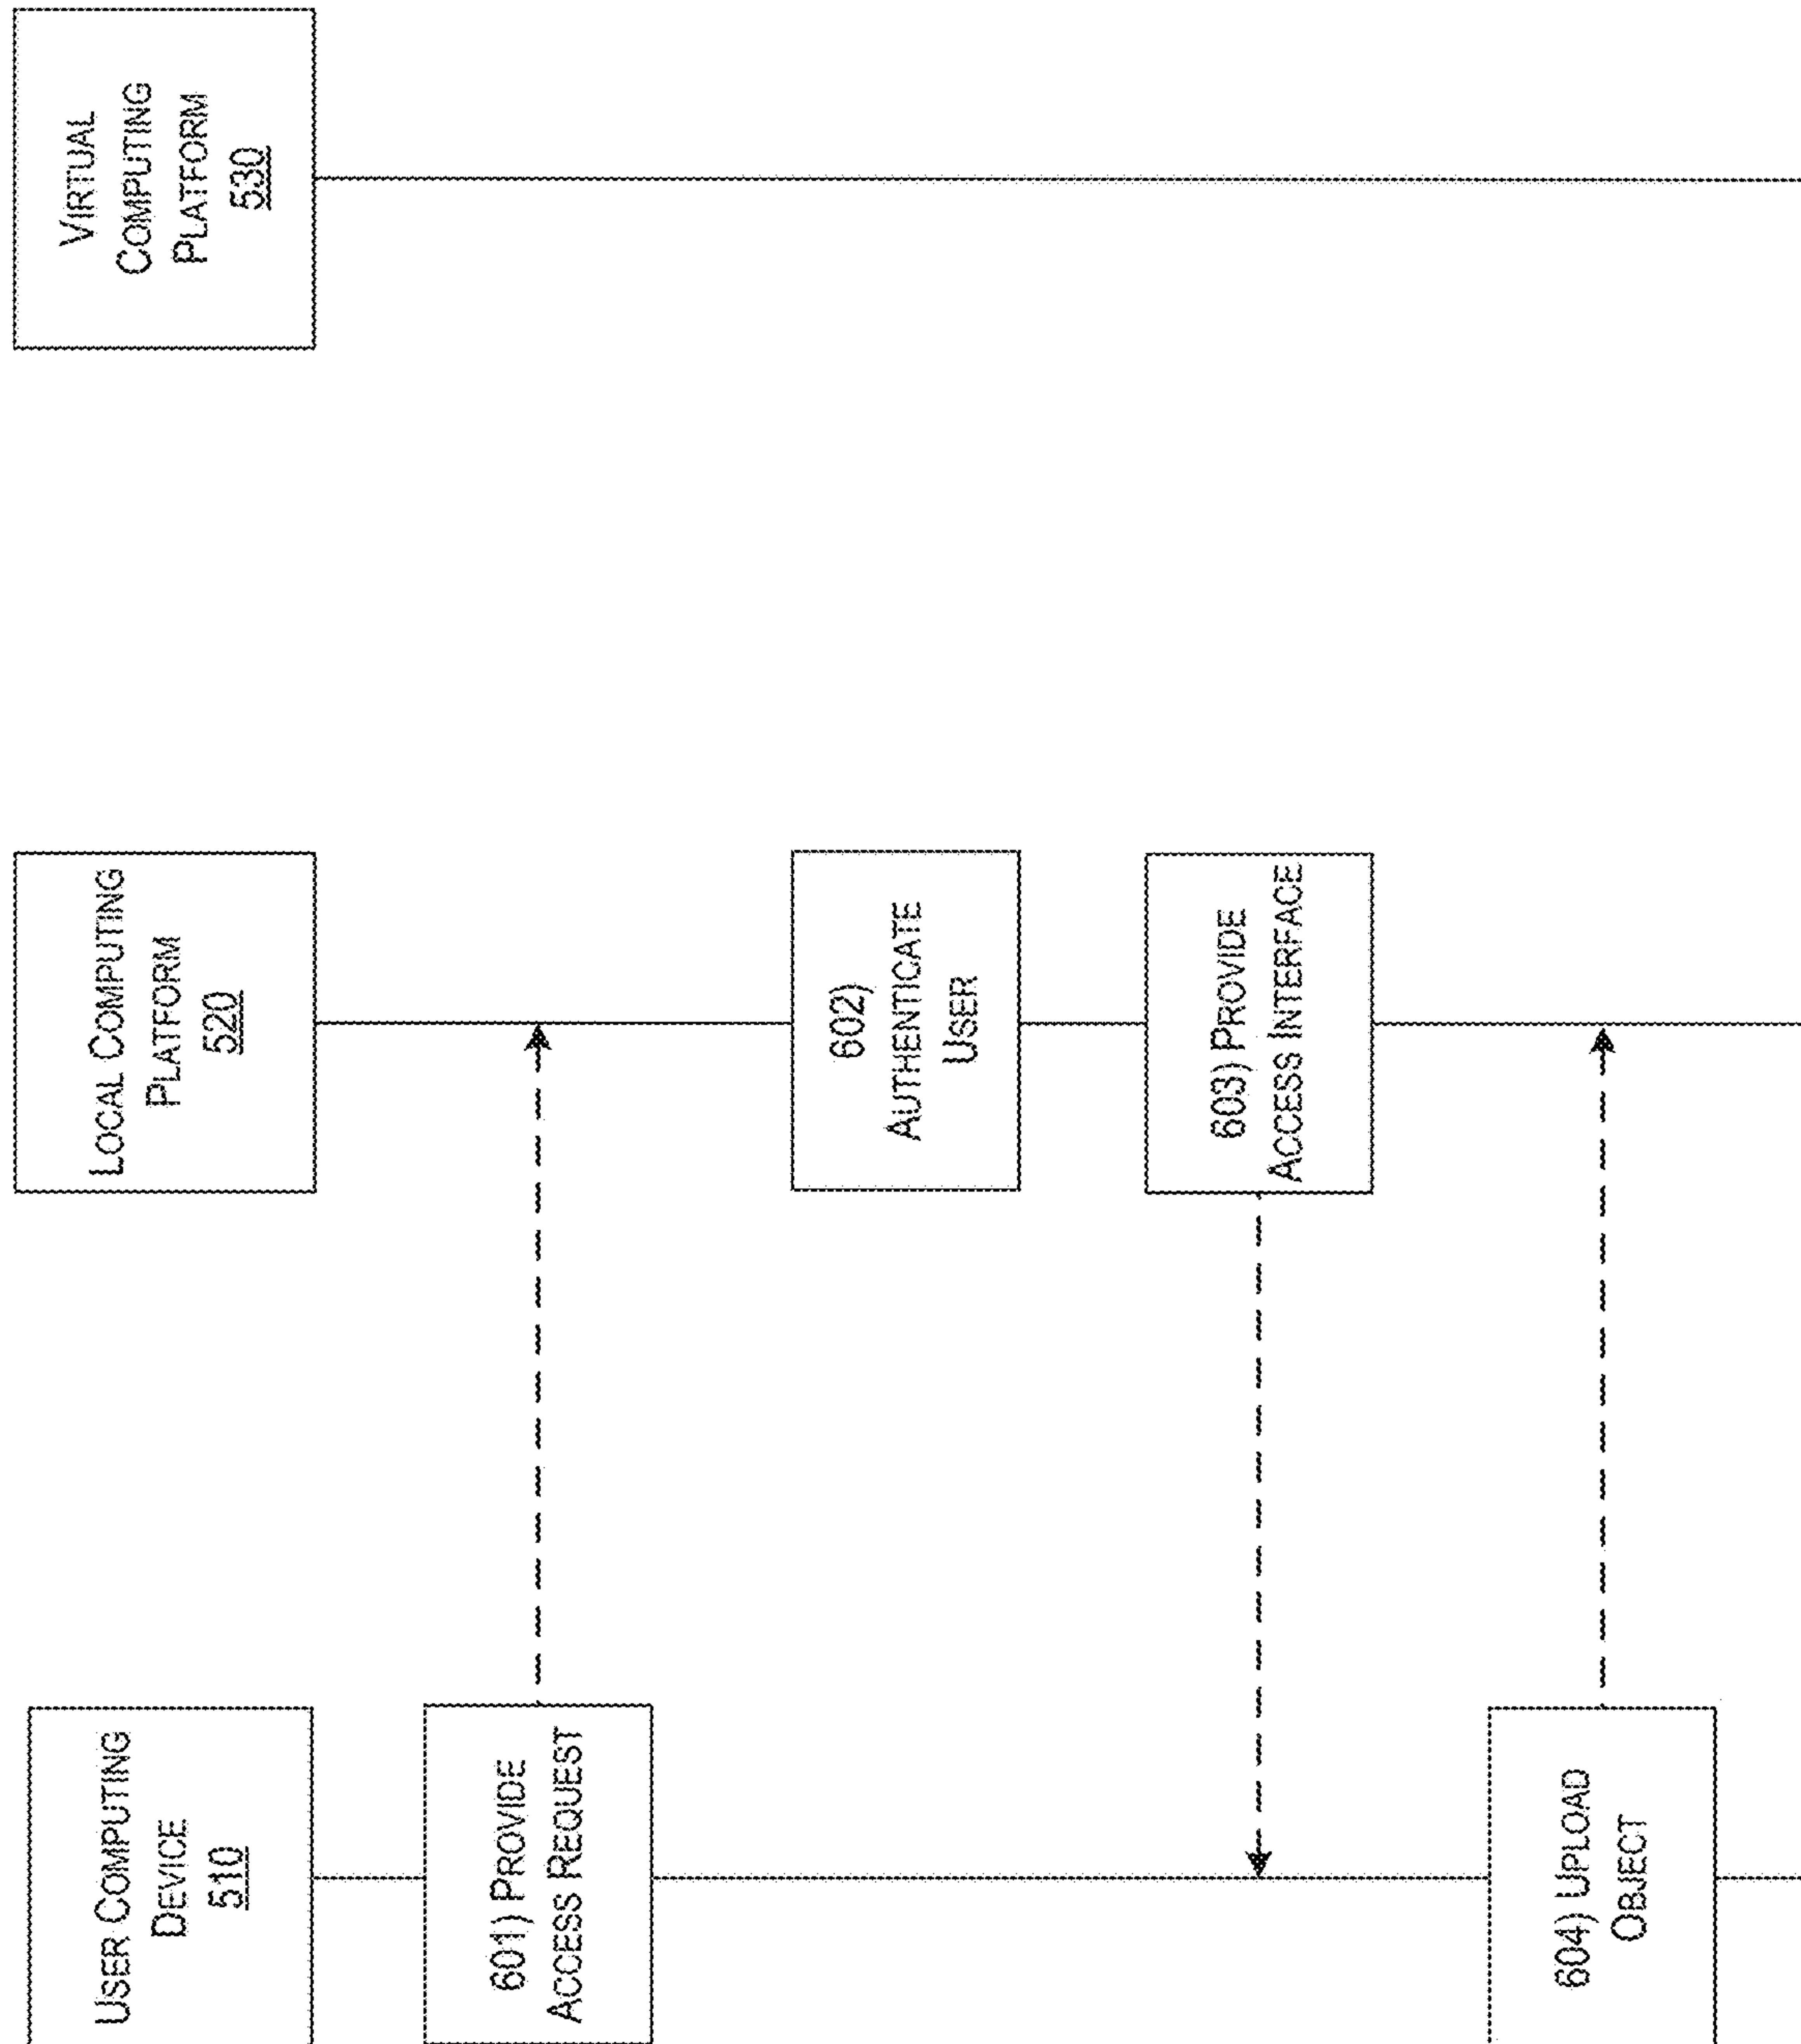 USER COMPUTING
DEVICE
510
LOCAL COMPUTING
PLATFORM
520
VIRTUAL
COMPUTING
PLATFORM
530
601) PROVIDE
ACCESS REQUEST
602)
AUTHENTICATE
USER
603) PROVIDE
ACCESS INTERFACE
604) UPLOAD
OBJECT